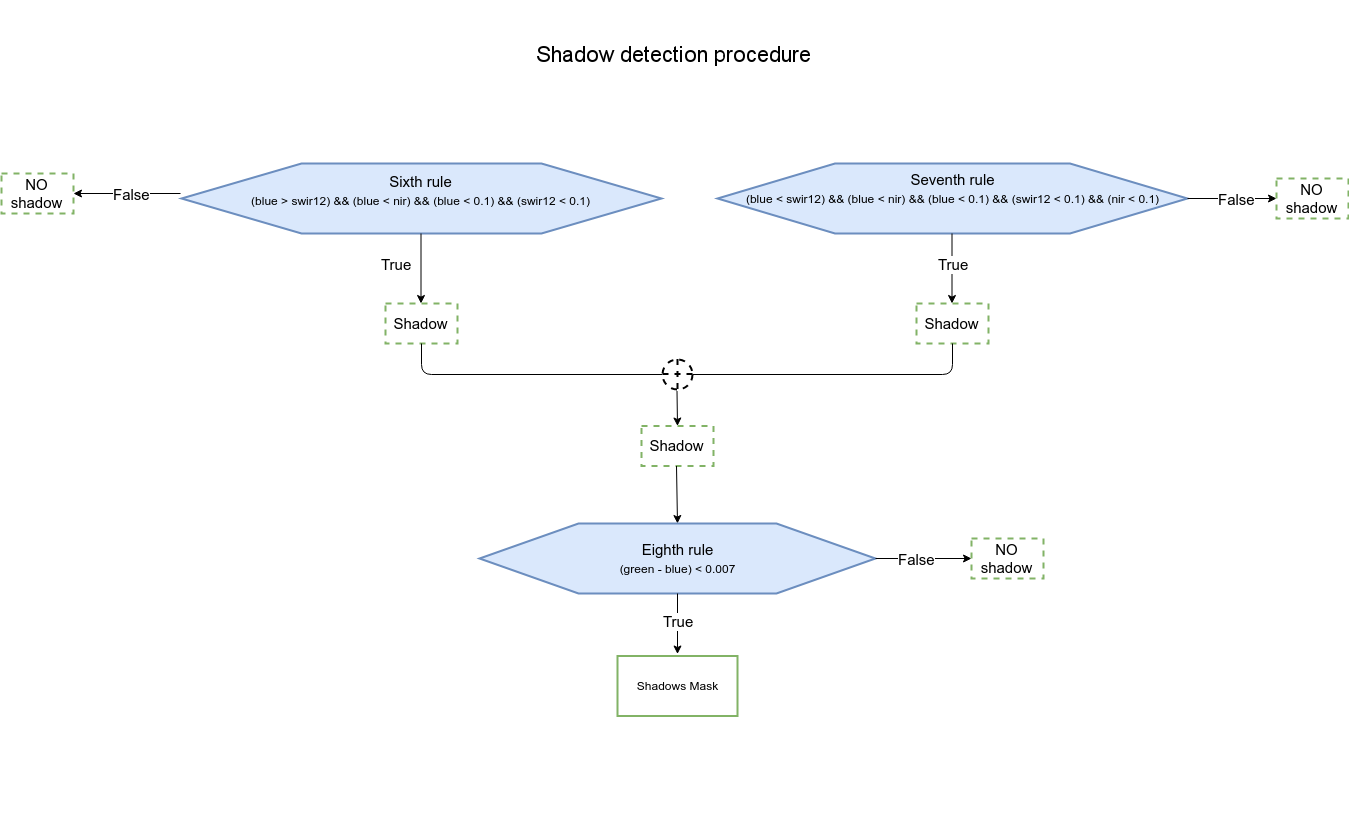 Shadow detection procedure
Sixth rule
(blue > swir12) && (blue < nir) && (blue < 0.1) && (swir12 < 0.1)
Seventh rule
(blue < swir12) && (blue < nir) && (blue < 0.1) && (swir12 < 0.1) && (nir < 0.1)
NO
shadow
False
False
NO
shadow
True
True
Shadow
Shadow
Shadow
Eighth rule
(green - blue) < 0.007
False
NO
shadow
True
Shadows Mask